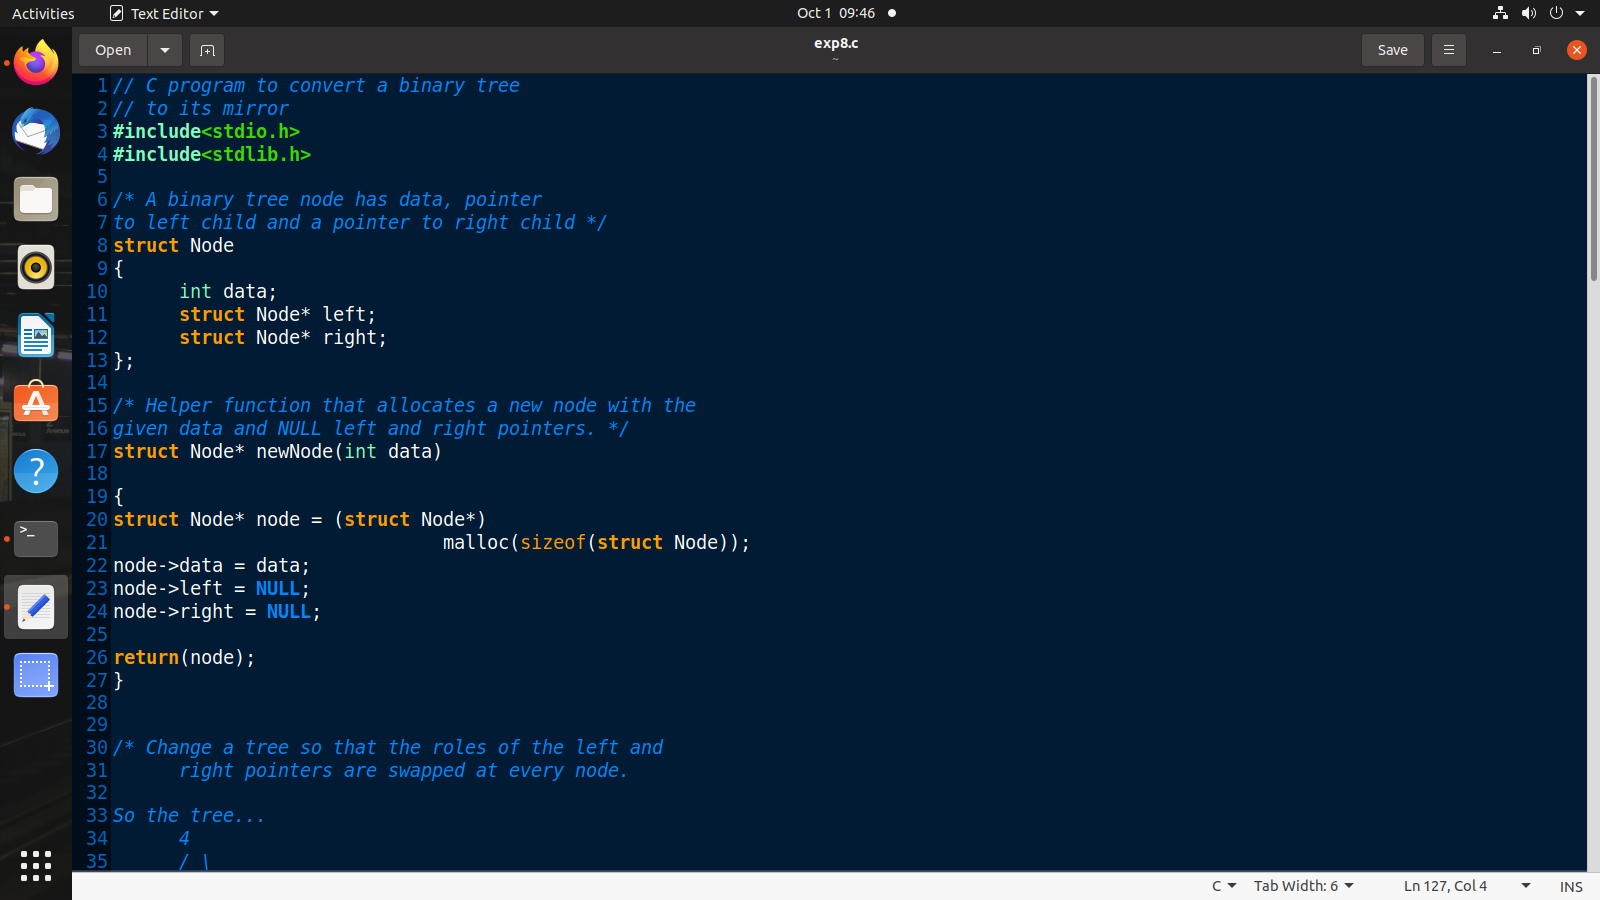 Activities Text Editor Oct 1 09:46
Open exp8.c Save
~
1 // C program to convert a binary tree
2 // to its mirror
3 #include<stdio.h>
4 #include<stdlib.h>
5
6 /* A binary tree node has data, pointer
7 to left child and a pointer to right child */
8 struct Node
9 {
10 int data;
11 struct Node* left;
12 struct Node* right;
13 };
14
15 /* Helper function that allocates a new node with the
16 given data and NULL left and right pointers. */
17 struct Node* newNode(int data)
18
19 {
20 struct Node* node = (struct Node*)
21 malloc(sizeof(struct Node));
22 node->data = data;
23 node->left = NULL;
24 node->right = NULL;
25
26 return(node);
27 }
28
29
30 /* Change a tree so that the roles of the left and
31 right pointers are swapped at every node.
32
33 So the tree...
34 4
35 / \
C Tab Width: 6 Ln 127, Col 4 INS